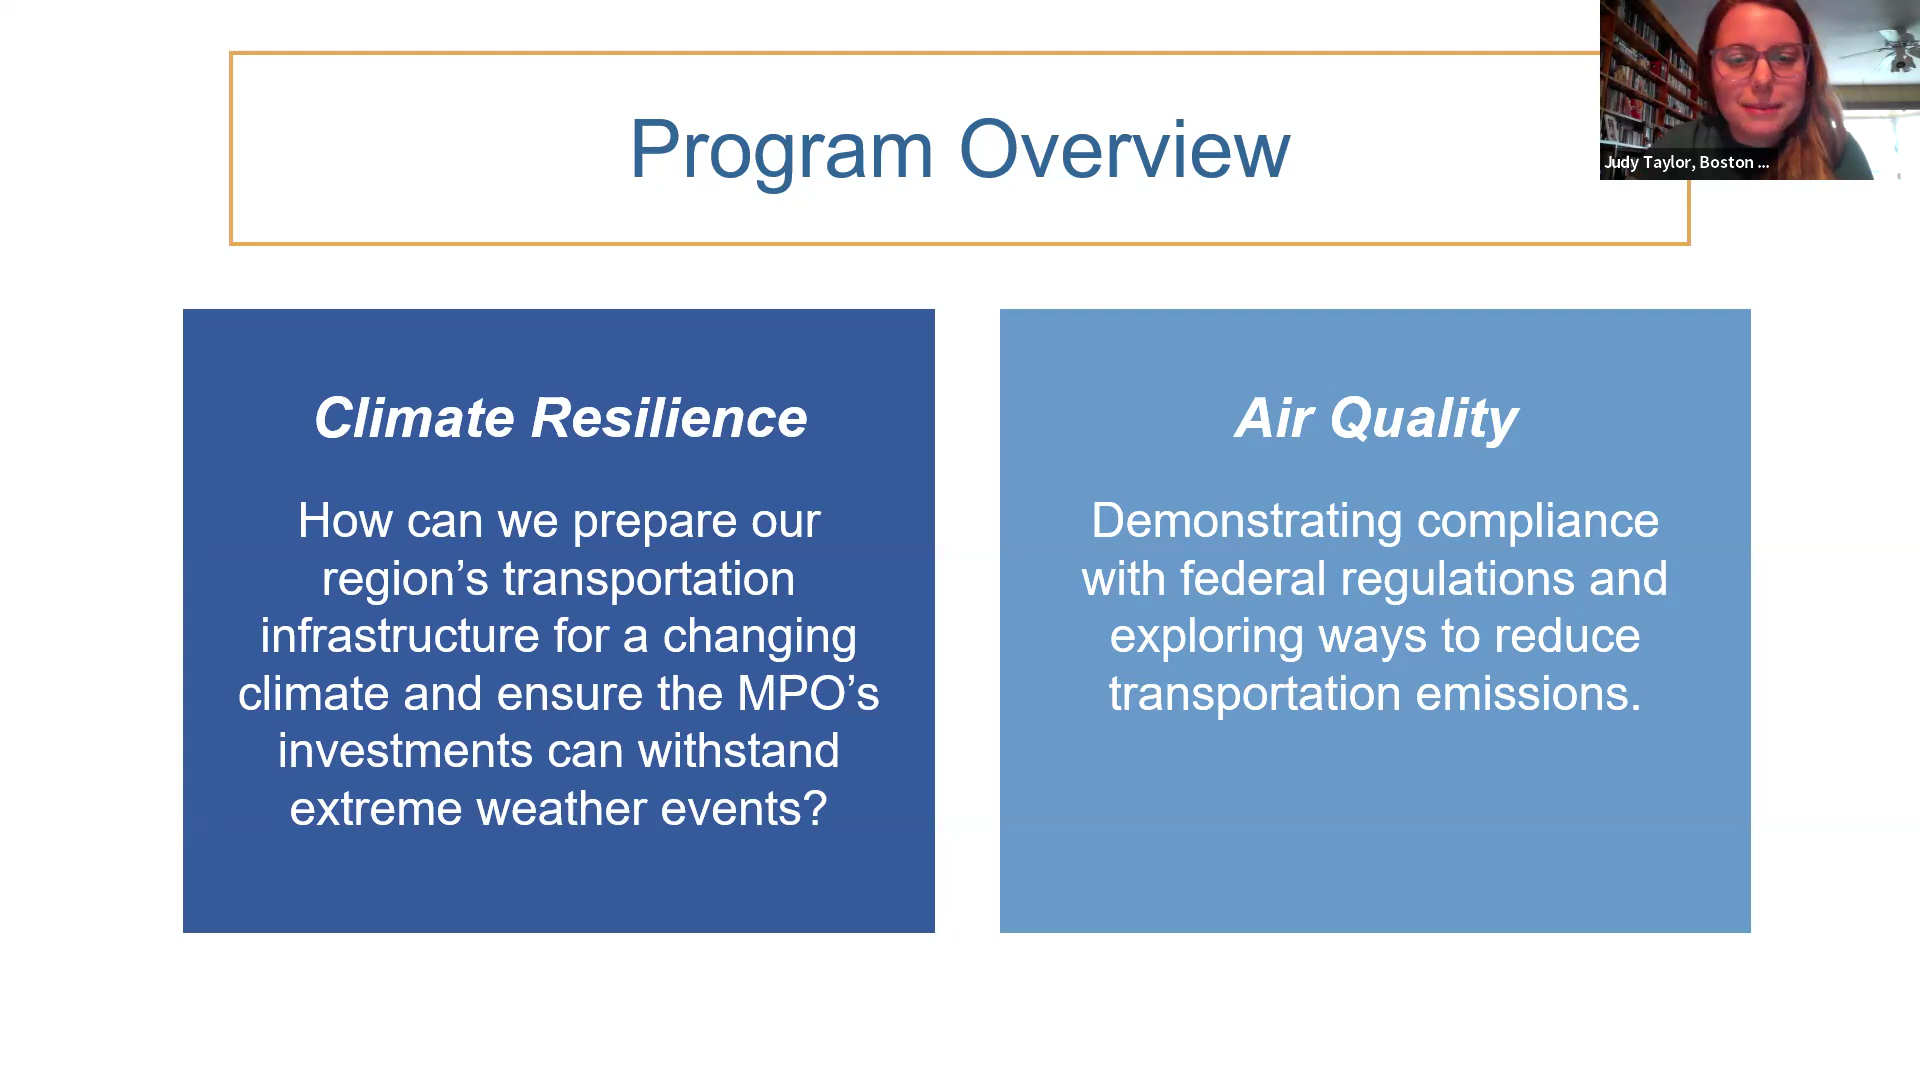 Program Overview
Judy Taylor, Boston ...
Climate Resilience
How can we prepare our
region’s transportation
infrastructure for a changing
climate and ensure the MPO’s
investments can withstand
extreme weather events?
Air Quality
Demonstrating compliance
with federal regulations and
exploring ways to reduce
transportation emissions.